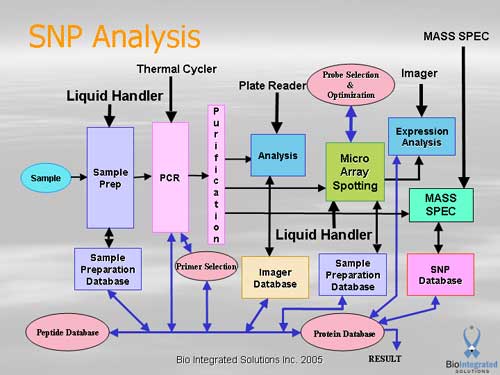 SNP Analysis
MASS SPEC
Thermal Cycler
Probe Selection
&
Optimization
Imager
Liquid Handler
Plate Reader
Purification
Sample
Sample
Prep
PCR
Analysis
Micro
Array
Spotting
Expression
Analysis
MASS
SPEC
Liquid Handler
Sample
Preparation
Database
Primer Selection
Imager
Database
Sample
Preparation
Database
SNP
Database
Peptide Database
Protein Database
RESULT
Bio Integrated Solutions Inc. 2005
BioIntegrated
SOLUTIONS